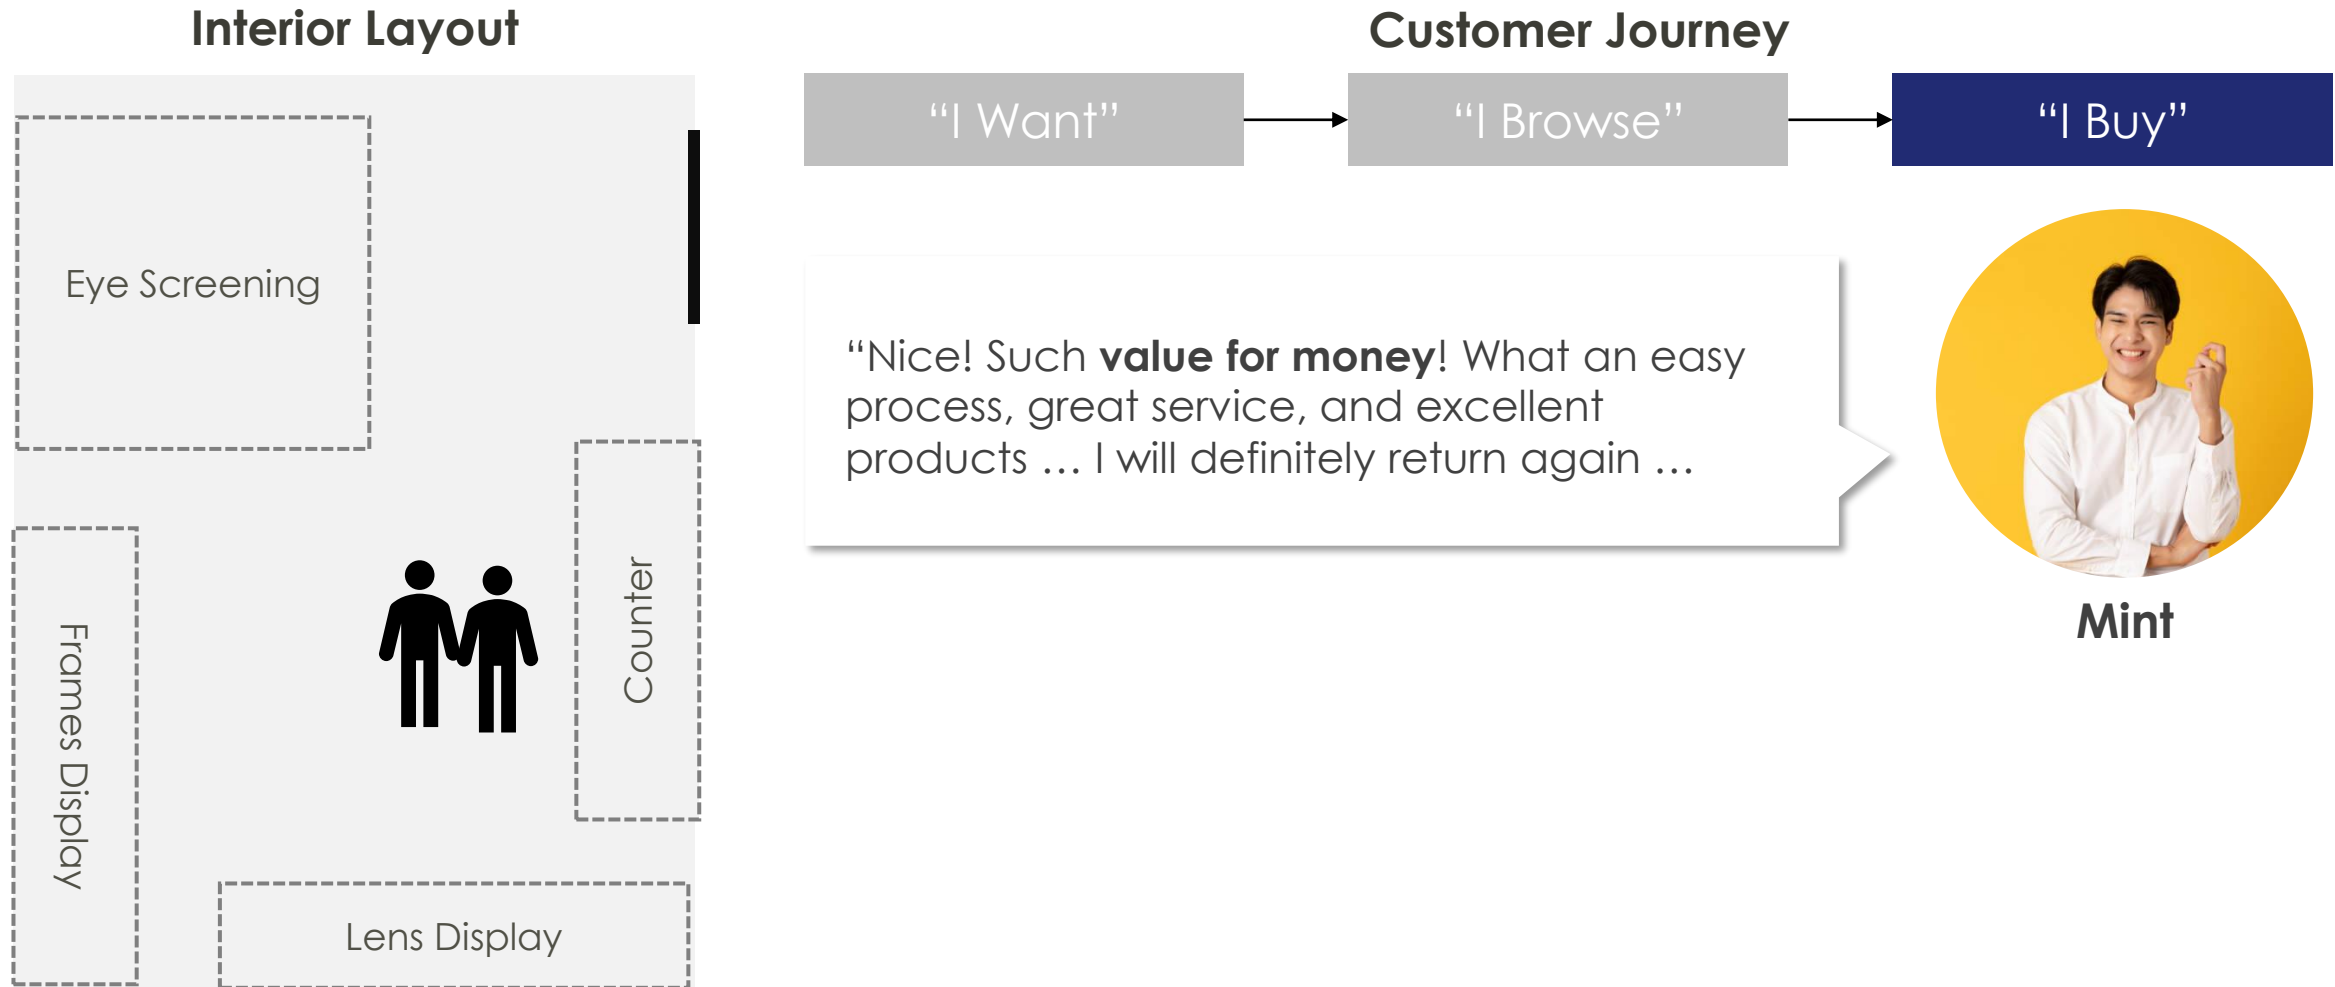 Interior Layout
Eye Screening
Counter
Frames Display
Lens Display
Customer Journey
“I Want”
“I Browse”
“I Buy”
“Nice! Such value for money! What an easy
process, great service, and excellent
products … I will definitely return again …
Mint